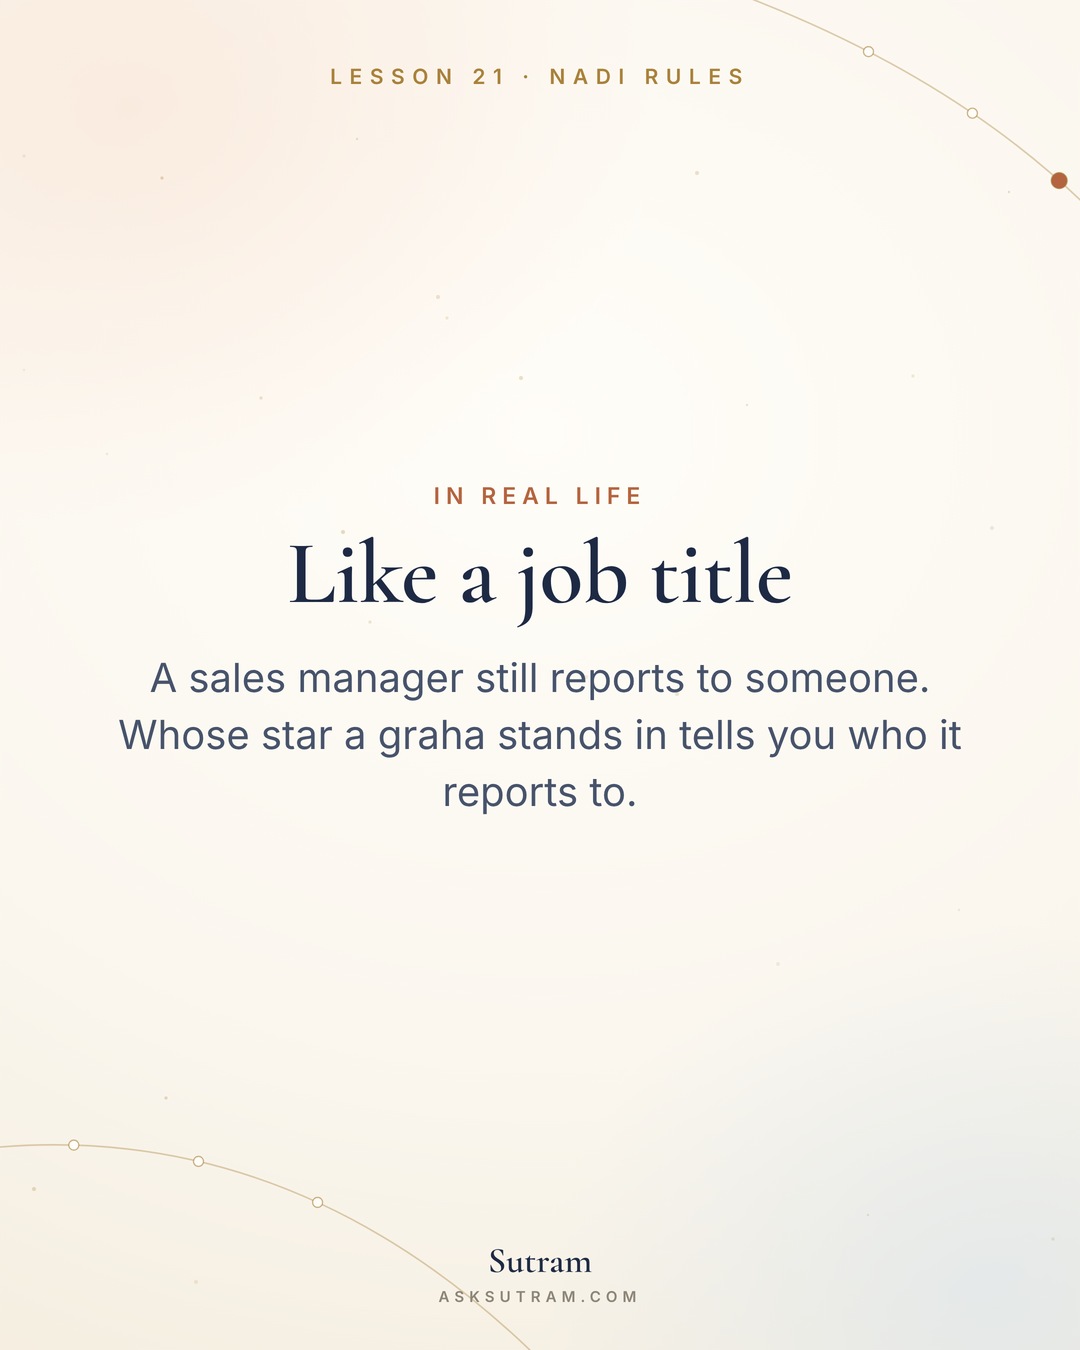 LESSON 21 · NADI RULES
IN REAL LIFE
Like a job title
A sales manager still reports to someone.
Whose star a graha stands in tells you who it
reports to.
Sutram
ASKSUTRAM.COM